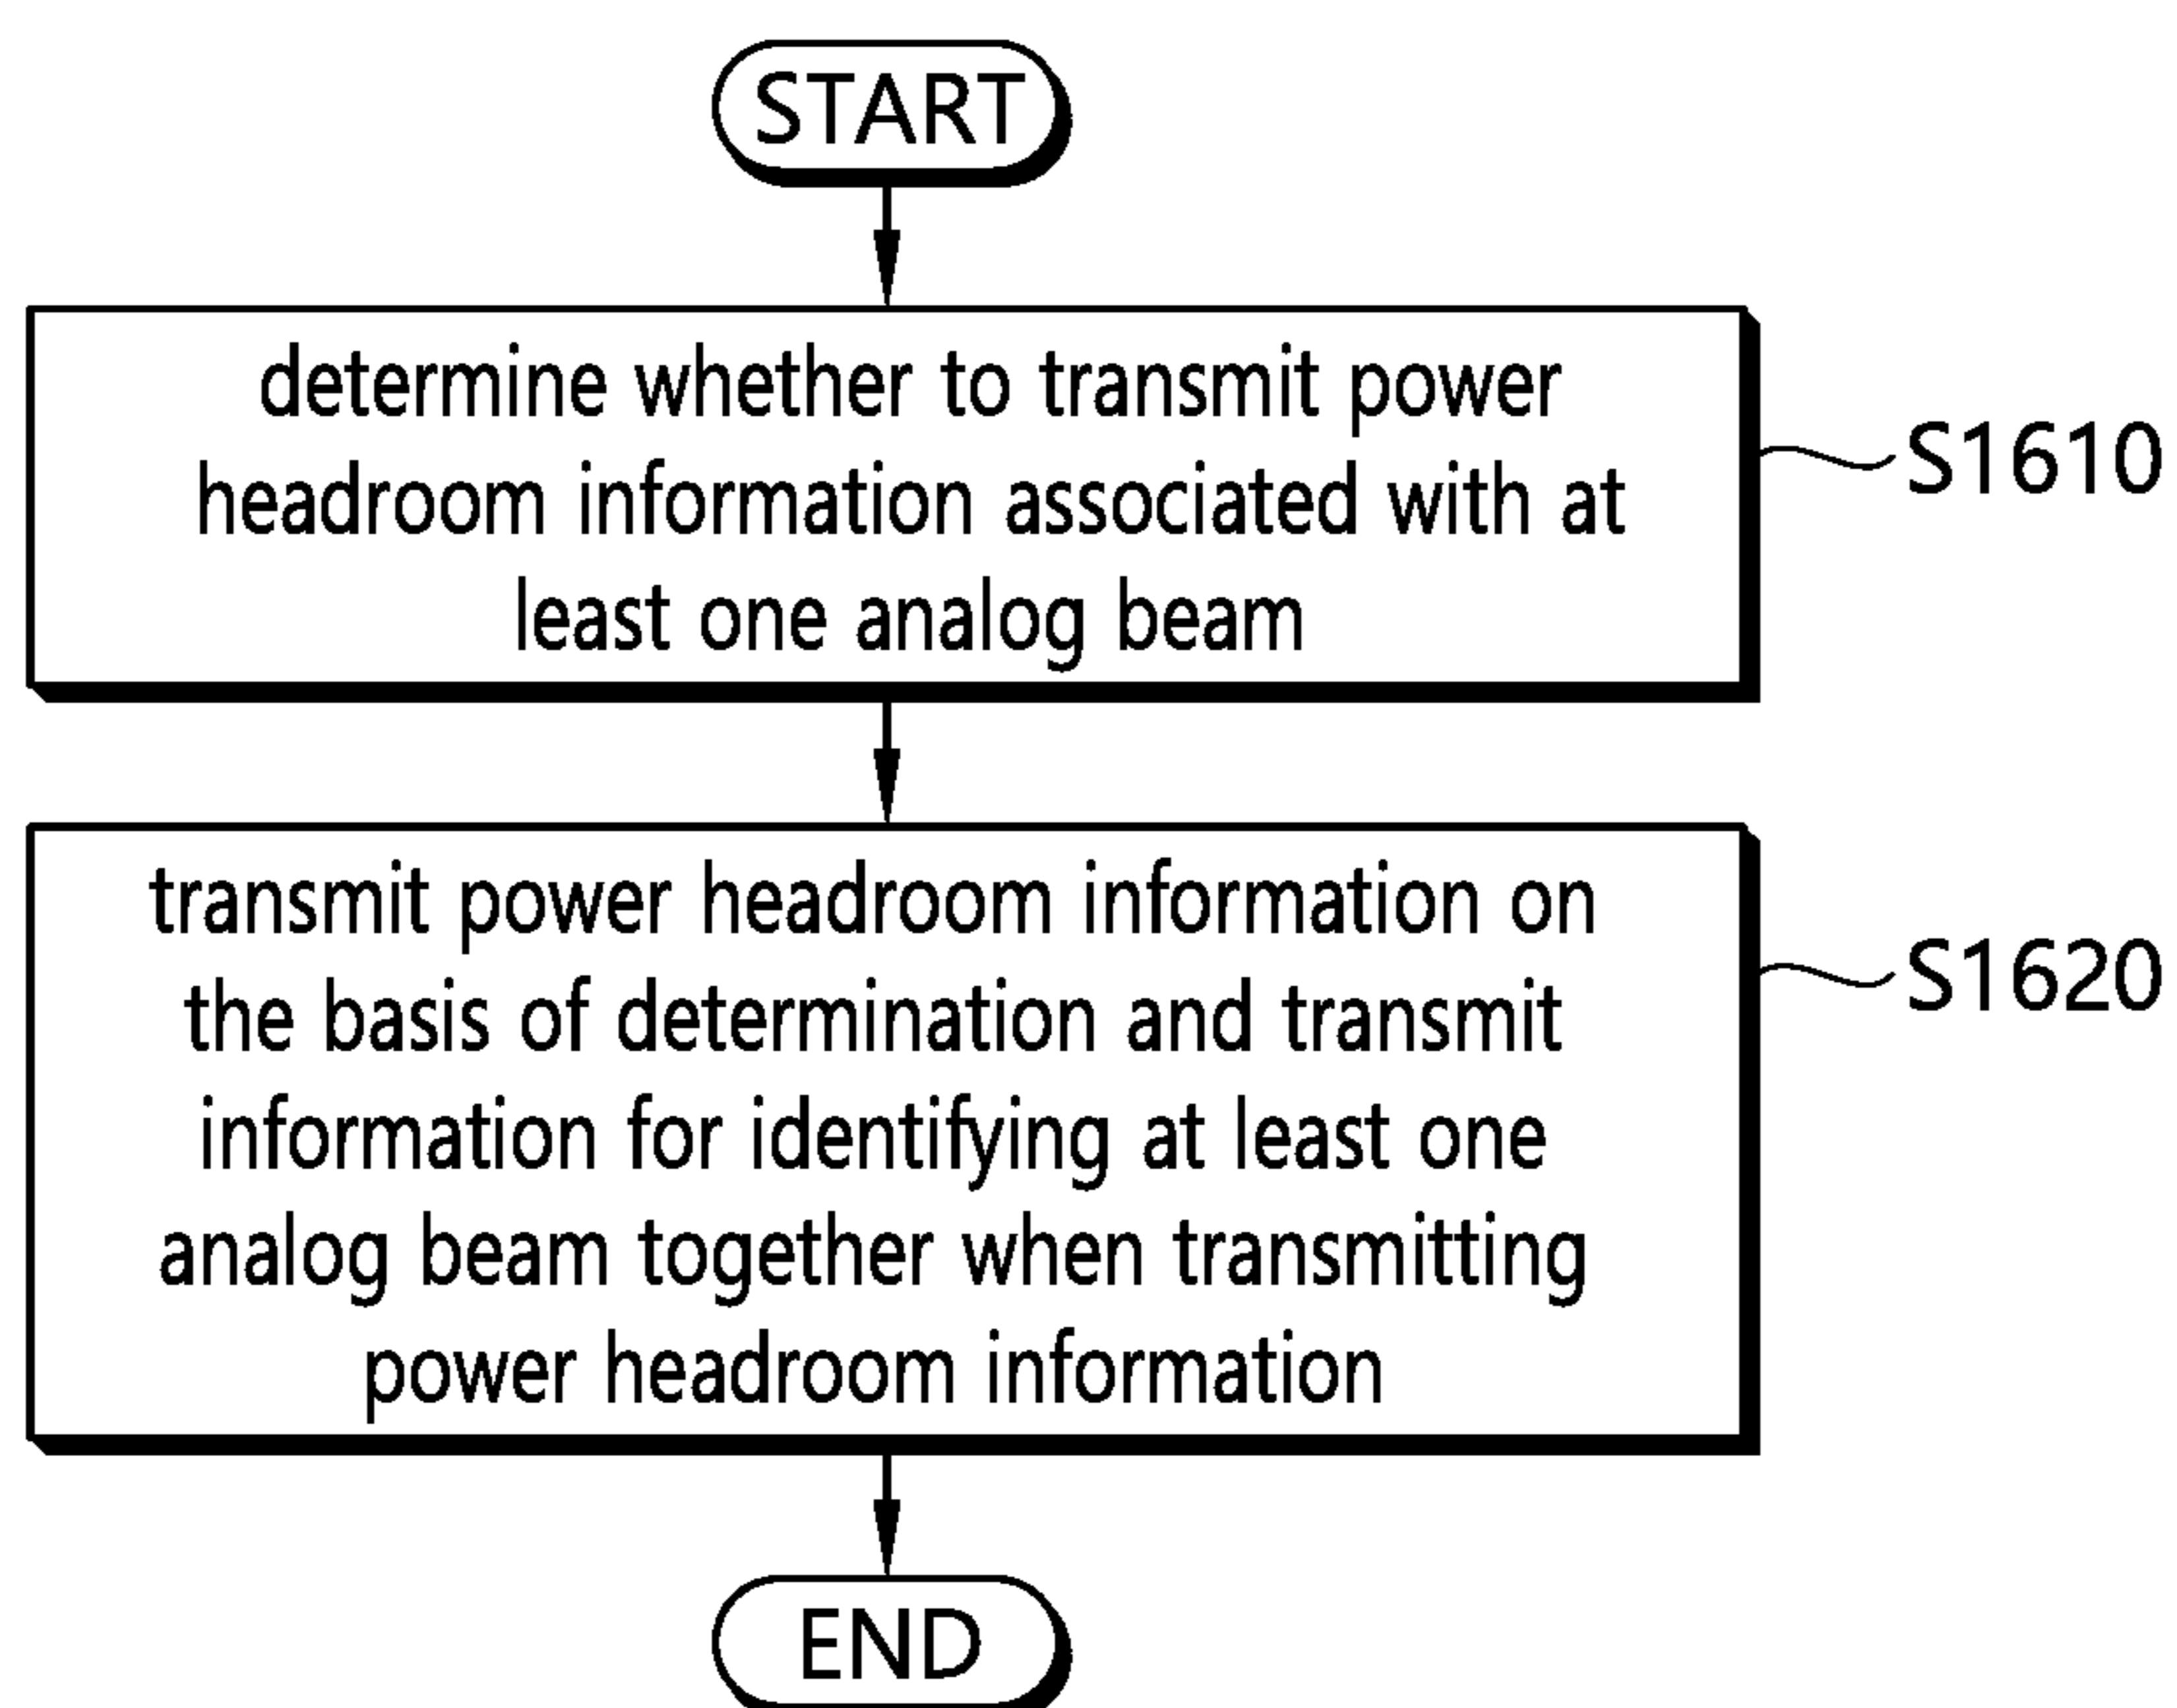 START
determine whether to transmit power
headroom information associated with at
least one analog beam
S1610
transmit power headroom information on
the basis of determination and transmit
information for identifying at least one
analog beam together when transmitting
power headroom information
S1620
END